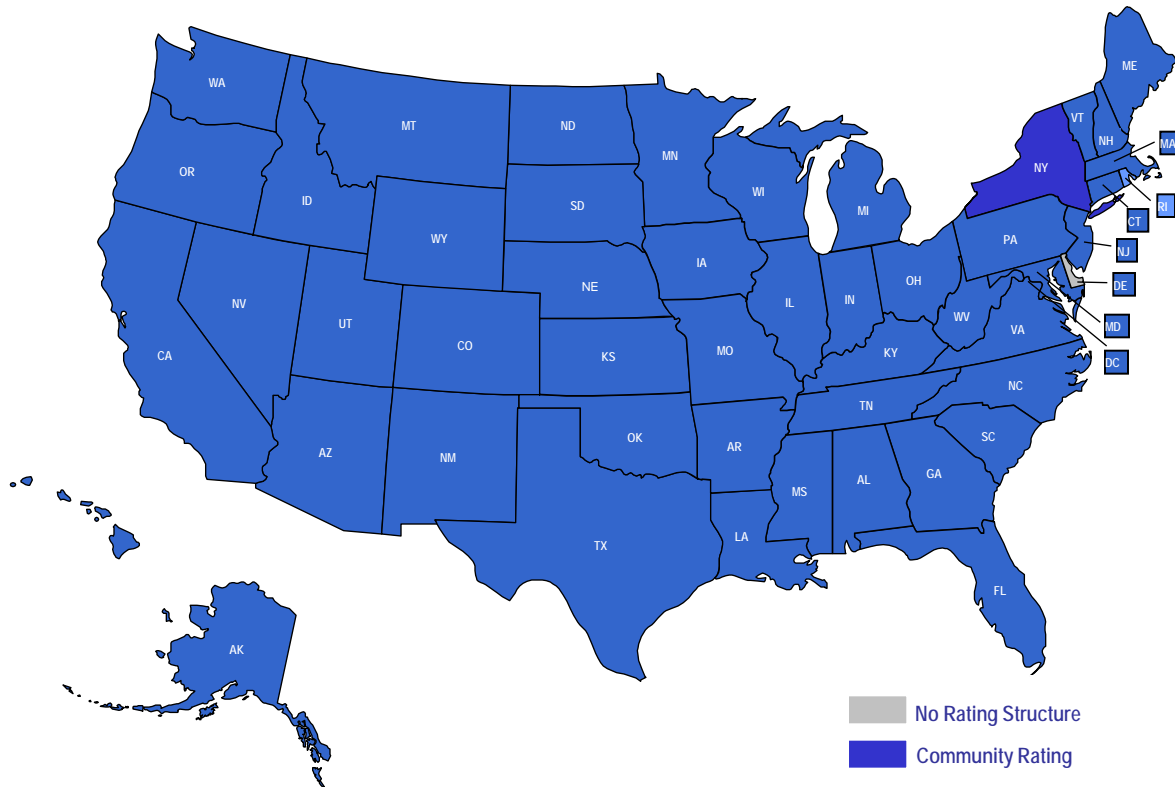 WA
ME
MT
ND
VT
MN
NH
MA
OR
NY
WI
ID
SD
MI
RI
CT
WY
PA
NJ
IA
OH
DE
NE
NV
IL
IN
WV
MD
UT
VA
CO
CA
KS
MO
KY
DC
NC
TN
OK
AR
SC
AZ
NM
GA
AL
MS
LA
TX
FL
AK
No Rating Structure
Community Rating